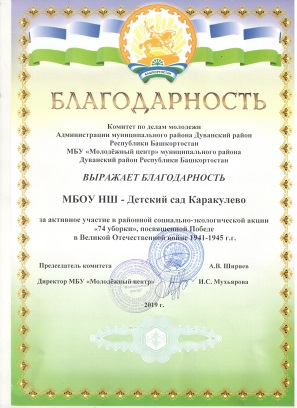 БАШКОРТОСТАН
БЛАГОДАРНОСТЬ
Комитет по делам молодежи
Администрации муниципального района Дуванский район
Республики Башкортостан
МБУ «Молодёжный центр» муниципального района
Дуванский район Республики Башкортостан
ВЫРАЖАЕТ БЛАГОДАРНОСТЬ
МБОУ НШ - Детский сад Каракулево
за активное участие в районной социально-экологической акции
«74 уборки», посвященной Победе
в Великой Отечественной войне 1941-1945 г.г.
Председатель комитета А.В. Ширяев
Директор МБУ «Молодёжный центр» И.С. Мухьярова
2019 г.